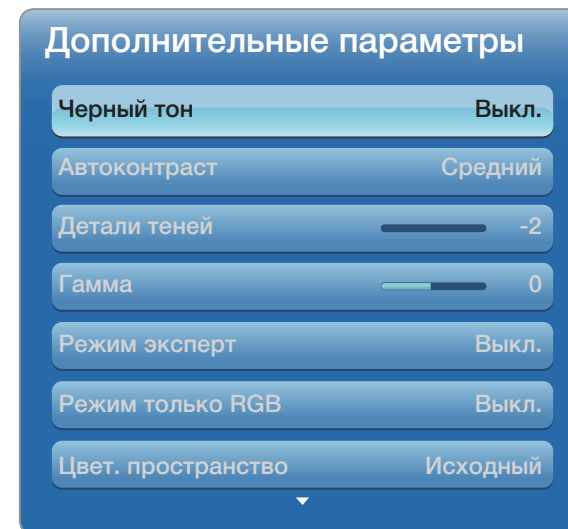 Дополнительные параметры
Черный тон Выкл.
Автоконтраст Средний
Детали теней -2
Гамма 0
Режим эксперт Выкл.
Режим только RGB Выкл.
Цвет. пространство Исходный